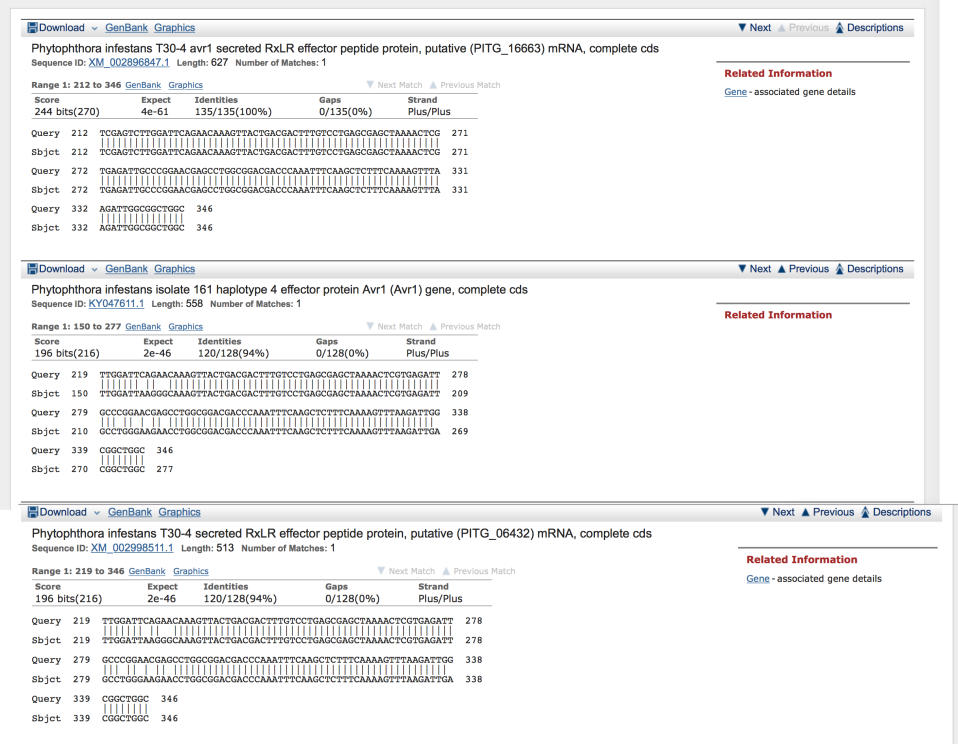 Download GenBank Graphics Next Previous Descriptions
Phytophthora infestans T30-4 avr1 secreted RxLR effector peptide protein, putative (PITG_16663) mRNA, complete cds
Sequence ID: XM_002896847.1 Length: 627 Number of Matches: 1
Related Information
Gene - associated gene details
Range 1: 212 to 346 GenBank Graphics Next Match Previous Match
Score Expect Identities Gaps Strand
244 bits(270) 4e-61 135/135(100%) 0/135(0%) Plus/Plus
Query 212 TCGAGTCTTGGATTCAGAACAAAGTTACTGACGACTTTGTCCTGAGCGAGCTAAAACTCG 271
Sbjct 212 TCGAGTCTTGGATTCAGAACAAAGTTACTGACGACTTTGTCCTGAGCGAGCTAAAACTCG 271
Query 272 TGAGATTGCCCGGAACGAGCCTGGCGGACGACCCAAATTTCAAGCTCTTTCAAAAGTTTA 331
Sbjct 272 TGAGATTGCCCGGAACGAGCCTGGCGGACGACCCAAATTTCAAGCTCTTTCAAAAGTTTA 331
Query 332 AGATTGGCGGCTGGC 346
Sbjct 332 AGATTGGCGGCTGGC 346
Download GenBank Graphics Next Previous Descriptions
Phytophthora infestans isolate 161 haplotype 4 effector protein Avr1 (Avr1) gene, complete cds
Sequence ID: KY047611.1 Length: 558 Number of Matches: 1
Related Information
Range 1: 150 to 277 GenBank Graphics Next Match Previous Match
Score Expect Identities Gaps Strand
196 bits(216) 2e-46 120/128(94%) 0/128(0%) Plus/Plus
Query 219 TTGGATTCAGAACAAAGTTACTGACGACTTTGTCCTGAGCGAGCTAAAACTCGTGAGATT 278
Sbjct 150 TTGGATTAAGGGCAAAGTTACTGACGACTTTGTCCTGAGCGAGCTAAAACTCGTGAGATT 209
Query 279 GCCCGGAACGAGCCTGGCGGACGACCCAAATTTCAAGCTCTTTCAAAAGTTTAAGATTGG 338
Sbjct 210 GCCTGGGAAGAACCTGGCGGACGACCCAAATTTCAAGCTCTTTCAAAAGTTTAAGATTGA 269
Query 339 CGGCTGGC 346
Sbjct 270 CGGCTGGC 277
Download GenBank Graphics Next Previous Descriptions
Phytophthora infestans T30-4 secreted RxLR effector peptide protein, putative (PITG_06432) mRNA, complete cds
Sequence ID: XM_002998511.1 Length: 513 Number of Matches: 1
Related Information
Gene - associated gene details
Range 1: 219 to 346 GenBank Graphics Next Match Previous Match
Score Expect Identities Gaps Strand
196 bits(216) 2e-46 120/128(94%) 0/128(0%) Plus/Plus
Query 219 TTGGATTCAGAACAAAGTTACTGACGACTTTGTCCTGAGCGAGCTAAAACTCGTGAGATT 278
Sbjct 219 TTGGATTAAGGGCAAAGTTACTGACGACTTTGTCCTGAGCGAGCTAAAACTCGTGAGATT 278
Query 279 GCCCGGAACGAGCCTGGCGGACGACCCAAATTTCAAGCTCTTTCAAAAGTTTAAGATTGG 338
Sbjct 279 GCCTGGGAAGAACCTGGCGGACGACCCAAATTTCAAGCTCTTTCAAAAGTTTAAGATTGA 338
Query 339 CGGCTGGC 346
Sbjct 339 CGGCTGGC 346